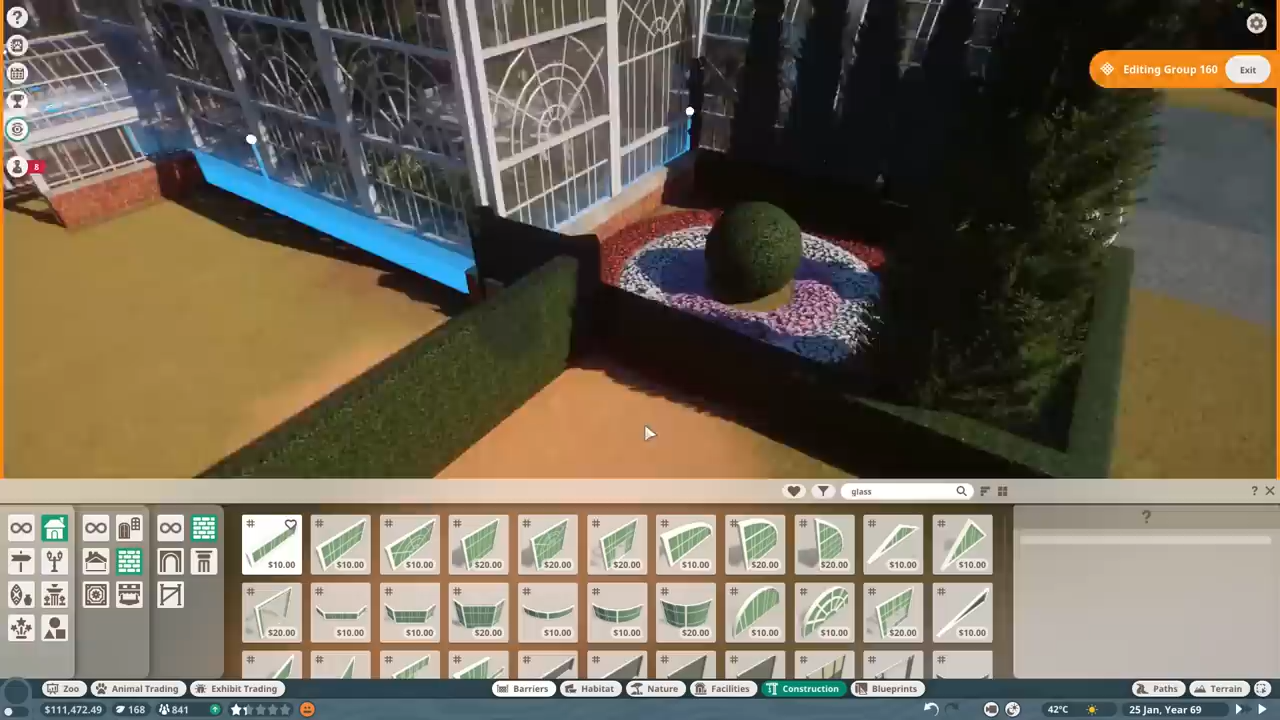 ?
Editing Group 160
Exit
8
glass
? ×
?
$10.00 $10.00 $10.00 $20.00 $20.00 $20.00 $10.00 $20.00 $20.00 $10.00 $10.00
$20.00 $10.00 $10.00 $20.00 $10.00 $10.00 $20.00 $10.00 $10.00 $20.00 $10.00
Zoo Animal Trading Exhibit Trading Barriers Habitat Nature Facilities Construction Blueprints Paths Terrain
$111,472.49 168 841 42°C 25 Jan, Year 69